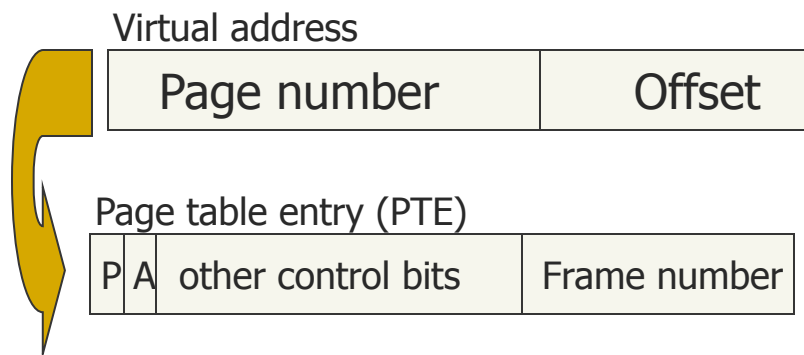 Virtual address
Page number Offset
Page table entry (PTE)
P A other control bits Frame number